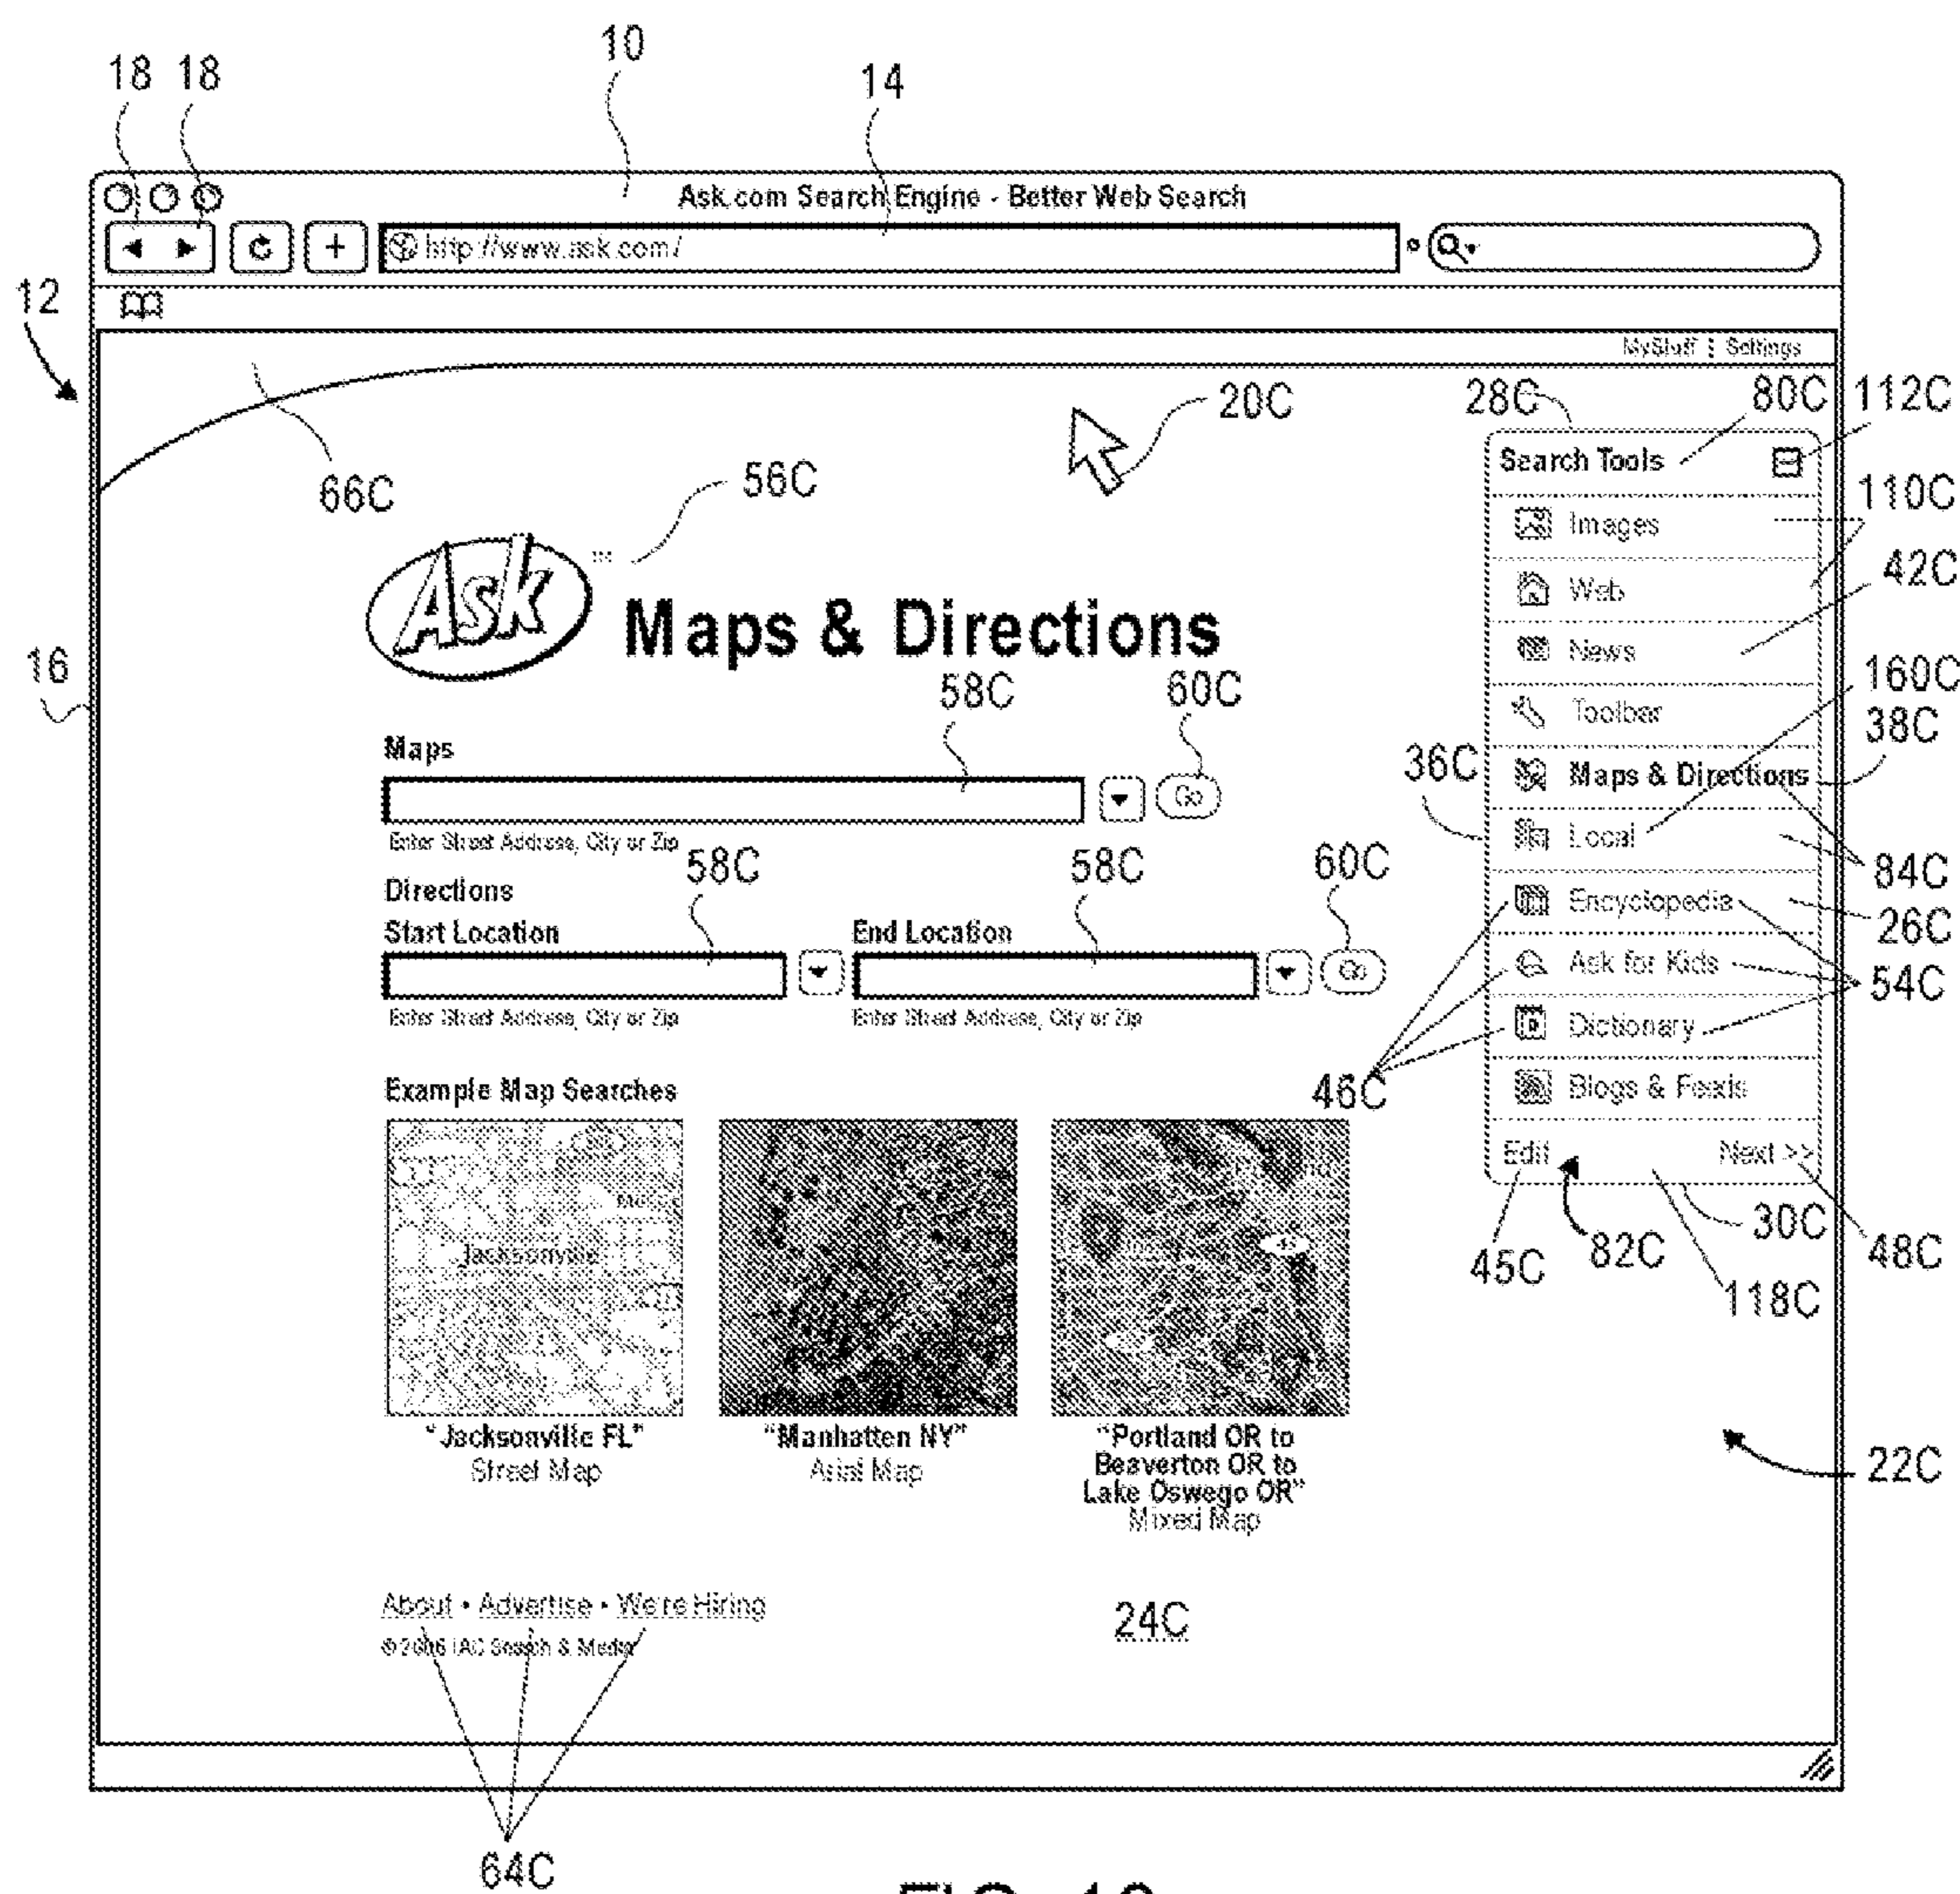 10
18 18
14
Ask.com Search Engine - Better Web Search
http://www.ask.com/
12
MyStuff Settings
20C
28C
80C
112C
66C
56C
Search Tools
110C
Images
Ask
TM
Maps & Directions
Web
42C
16
News
58C
60C
160C
Toolbar
38C
Maps
36C
Maps & Directions
Go
Local
Enter Street Address, City or Zip
58C
58C
60C
84C
Directions
Encyclopedia
26C
Start Location
End Location
Ask for Kids
Go
54C
Enter Street Address, City or Zip
Enter Street Address, City or Zip
Dictionary
Example Map Searches
46C
Blogs & Feeds
Edit
Next >>
Jacksonville
30C
45C
82C
48C
118C
"Jacksonville FL"
Street Map
"Manhatten NY"
Arial Map
"Portland OR to
Beaverton OR to
Lake Oswego OR"
Mixed Map
22C
About • Advertise • We're Hiring
© 2006 IAC Search & Media
24C
64C